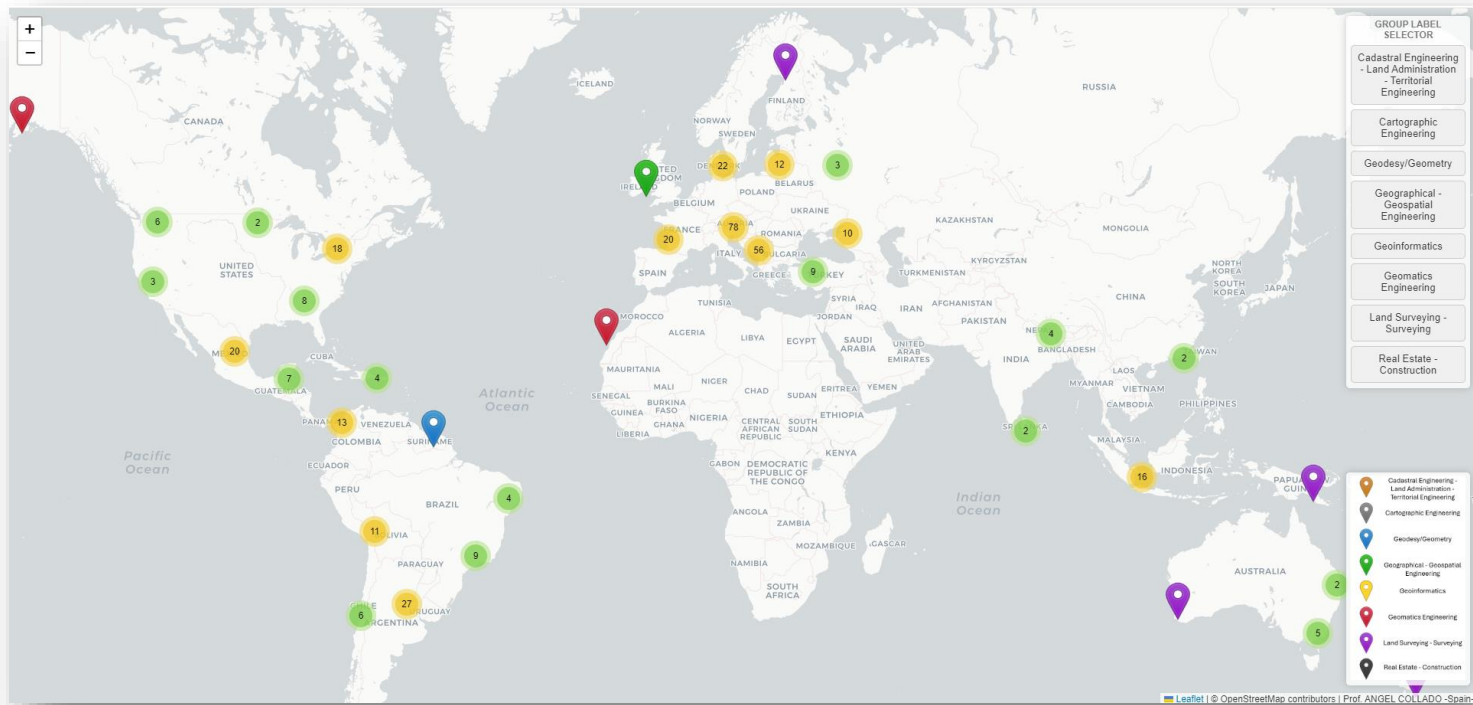 +
−
GROUP LABEL
SELECTOR
Cadastral Engineering
- Land Administration
- Territorial
Engineering
Cartographic
Engineering
Geodesy/Geometry
Geographical -
Geospatial
Engineering
Geoinformatics
Geomatics
Engineering
Land Surveying -
Surveying
Real Estate -
Construction
ICELAND
RUSSIA
FINLAND
CANADA
NORWAY
SWEDEN
22
12
3
UNITED
KINGDOM
BELARUS
POLAND
BELGIUM
UKRAINE
6
2
18
78
10
20
56
KAZAKHSTAN
MONGOLIA
ROMANIA
ITALY
SPAIN
GREECE
9
KYRGYZSTAN
TURKMENISTAN
NORTH
KOREA
SOUTH
KOREA
JAPAN
UNITED
STATES
3
8
TUNISIA
SYRIA
IRAQ
IRAN
AFGHANISTAN
CHINA
MOROCCO
JORDAN
PAKISTAN
ALGERIA
LIBYA
EGYPT
SAUDI
ARABIA
UNITED
ARAB
EMIRATES
4
BANGLADESH
INDIA
2
20
CUBA
7
4
GUATEMALA
MAURITANIA
MALI
NIGER
CHAD
SUDAN
ERITREA
YEMEN
LAOS
MYANMAR
VIETNAM
CAMBODIA
PHILIPPINES
Atlantic
Ocean
SENEGAL
GUINEA
BURKINA
FASO
GHANA
NIGERIA
LIBERIA
CENTRAL
AFRICAN
REPUBLIC
SOUTH
SUDAN
ETHIOPIA
2
13
VENEZUELA
COLOMBIA
SURINAME
MALAYSIA
Pacific
Ocean
ECUADOR
GABON
DEMOCRATIC
REPUBLIC OF
THE CONGO
KENYA
16
INDONESIA
PERU
BRAZIL
4
Indian
Ocean
ANGOLA
ZAMBIA
11
9
MOZAMBIQUE
PARAGUAY
NAMIBIA
AUSTRALIA
2
SOUTH
AFRICA
6
27
URUGUAY
ARGENTINA
5
Cadastral Engineering -
Land Administration -
Territorial Engineering
Cartographic Engineering
Geodesy/Geometry
Geographical - Geospatial
Engineering
Geoinformatics
Geomatics Engineering
Land Surveying - Surveying
Real Estate - Construction
Leaflet | © OpenStreetMap contributors | Prof. ANGEL COLLADO -Spain-